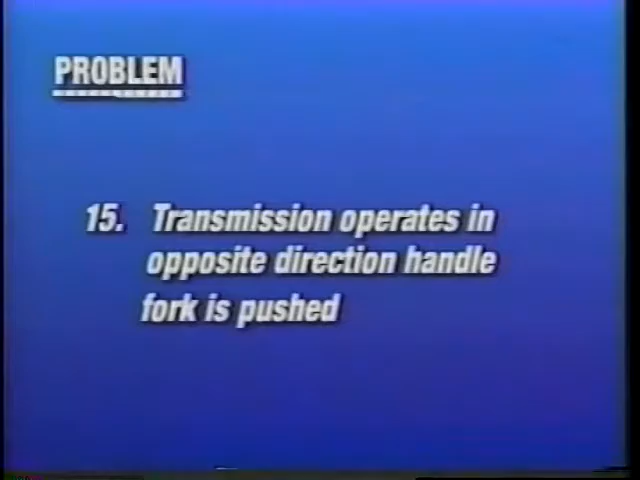 PROBLEM
15. Transmission operates in
opposite direction handle
fork is pushed